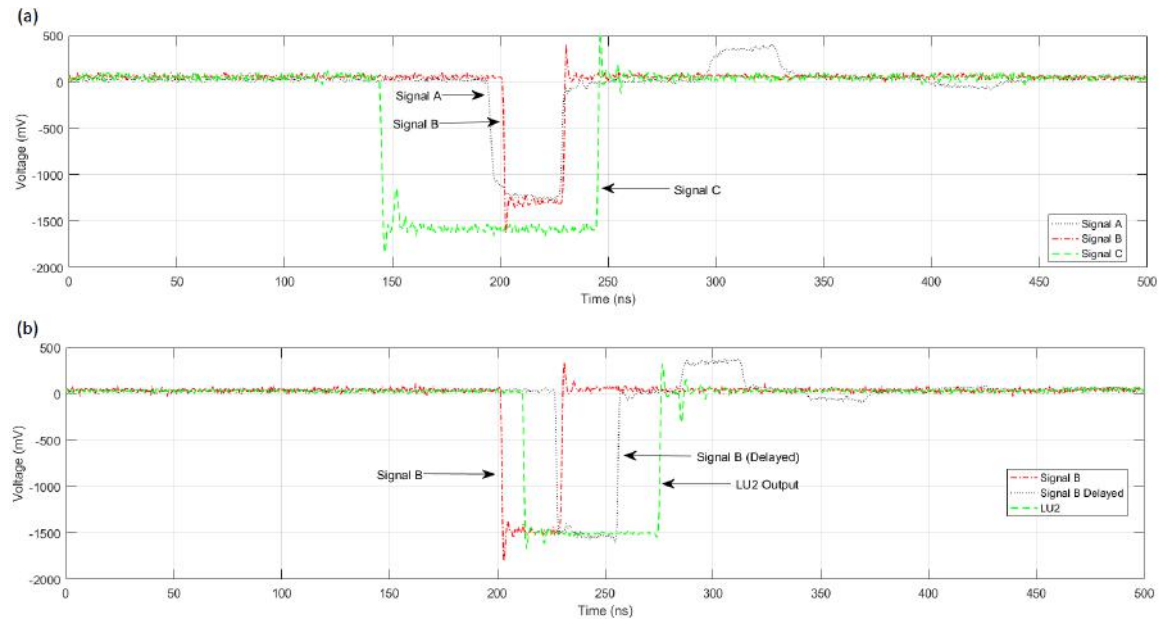 (a)
500
0
-500
-1000
-1500
-2000
Voltage (mV)
Signal A
Signal B
Signal C
Signal A
Signal B
Signal C
0 50 100 150 200 250 300 350 400 450 500
Time (ns)
(b)
500
0
-500
-1000
-1500
-2000
Voltage (mV)
Signal B
Signal B (Delayed)
LU2 Output
Signal B
Signal B Delayed
LU2
0 50 100 150 200 250 300 350 400 450 500
Time (ns)